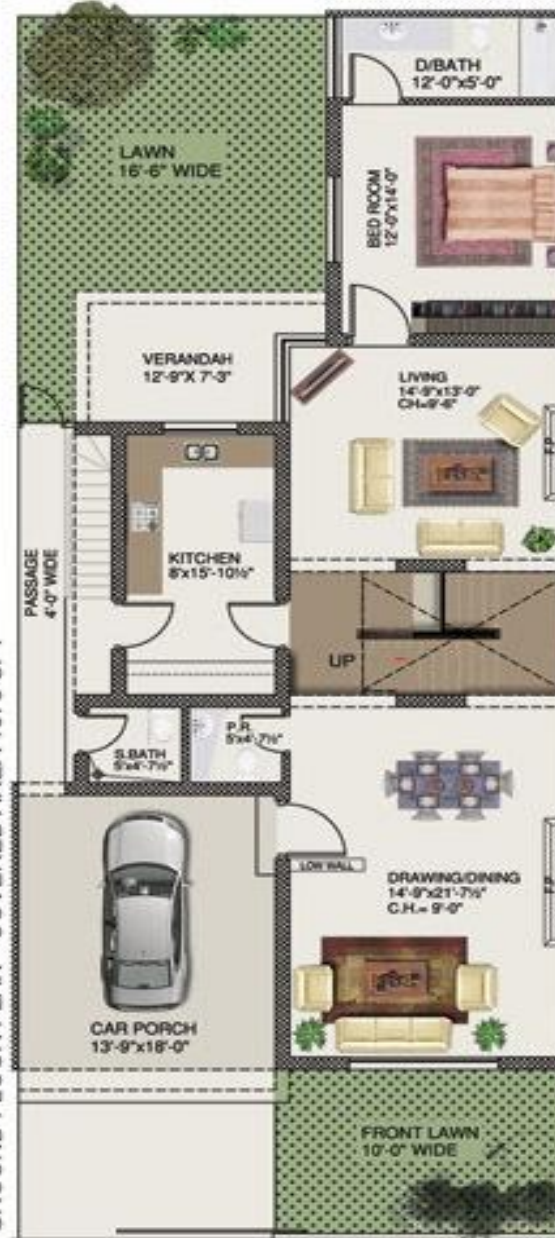 D/BATH
12'-0"x5'-0"
LAWN
16'-6" WIDE
BED ROOM
12'-0"x14'-0"
VERANDAH
12'-9"X 7'-3"
LIVING
14'-9"x13'-0"
CH=9'-6"
F.P
PASSAGE
4'-0" WIDE
KITCHEN
8'x15'-10½"
UP
S.BATH
5'x4'-7½"
P.R.
5'x4'-7½"
LOW WALL
DRAWING/DINING
14'-9"x21'-7½"
C.H.= 9'-0"
F.P
CAR PORCH
13'-9"x18'-0"
FRONT LAWN
10'-0" WIDE